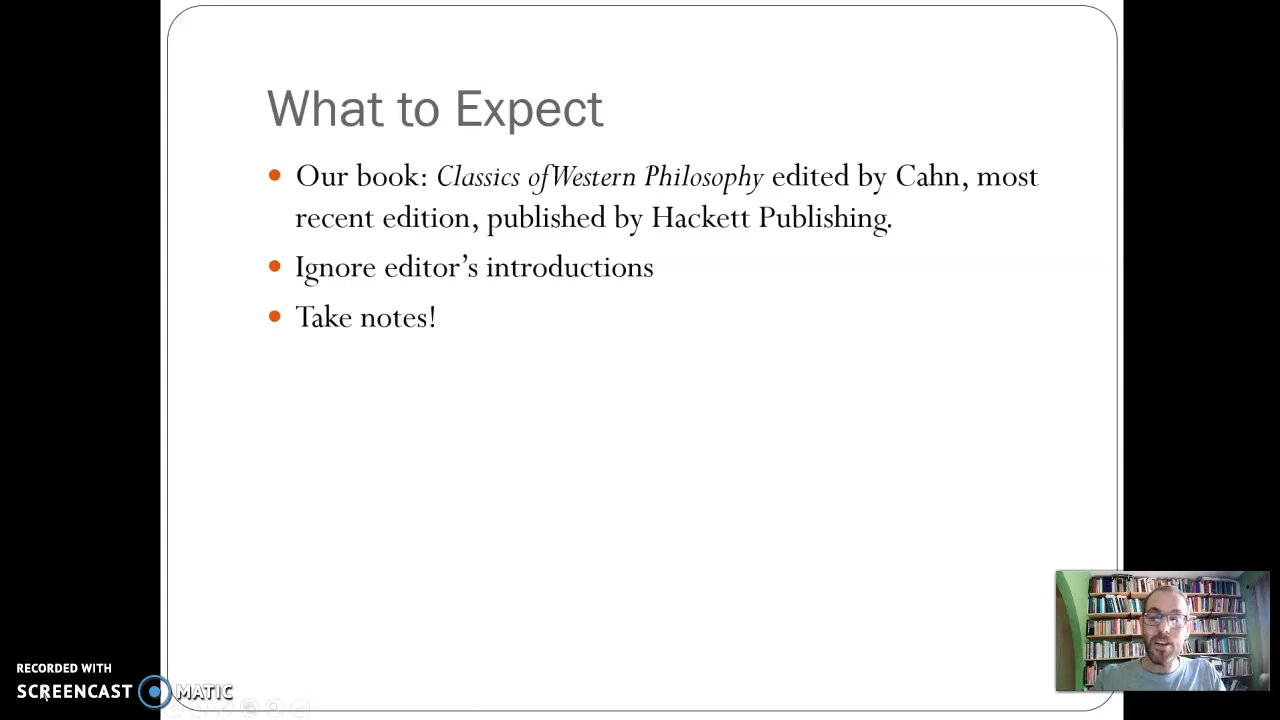 What to Expect
Our book: Classics of Western Philosophy edited by Cahn, most
recent edition, published by Hackett Publishing.
Ignore editor's introductions
Take notes!
RECORDED WITH
SCREENCAST MATIC